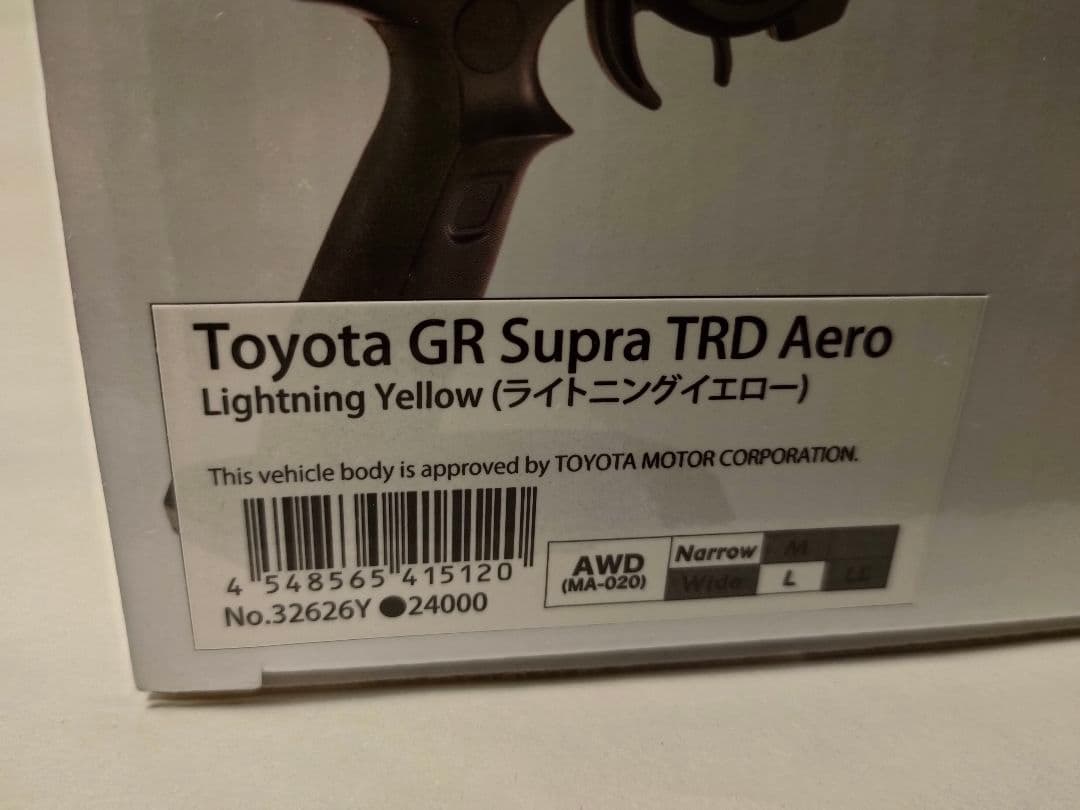 Toyota GR Supra TRD Aero
Lightning Yellow (ライトニングイエロー)
This vehicle body is approved by TOYOTA MOTOR CORPORATION.
4 548565 415120
No.32626Y ●24000
AWD
(MA-020)
Narrow M
Wide L LL